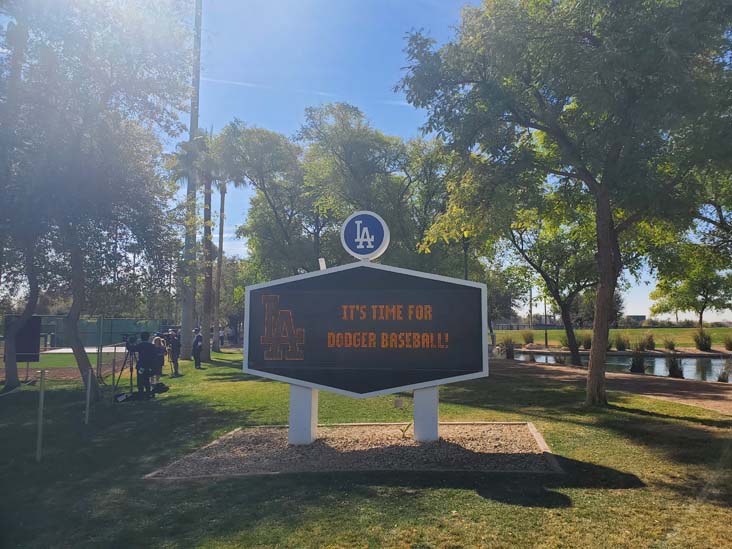 LA
LA
IT'S TIME FOR
DODGER BASEBALL!